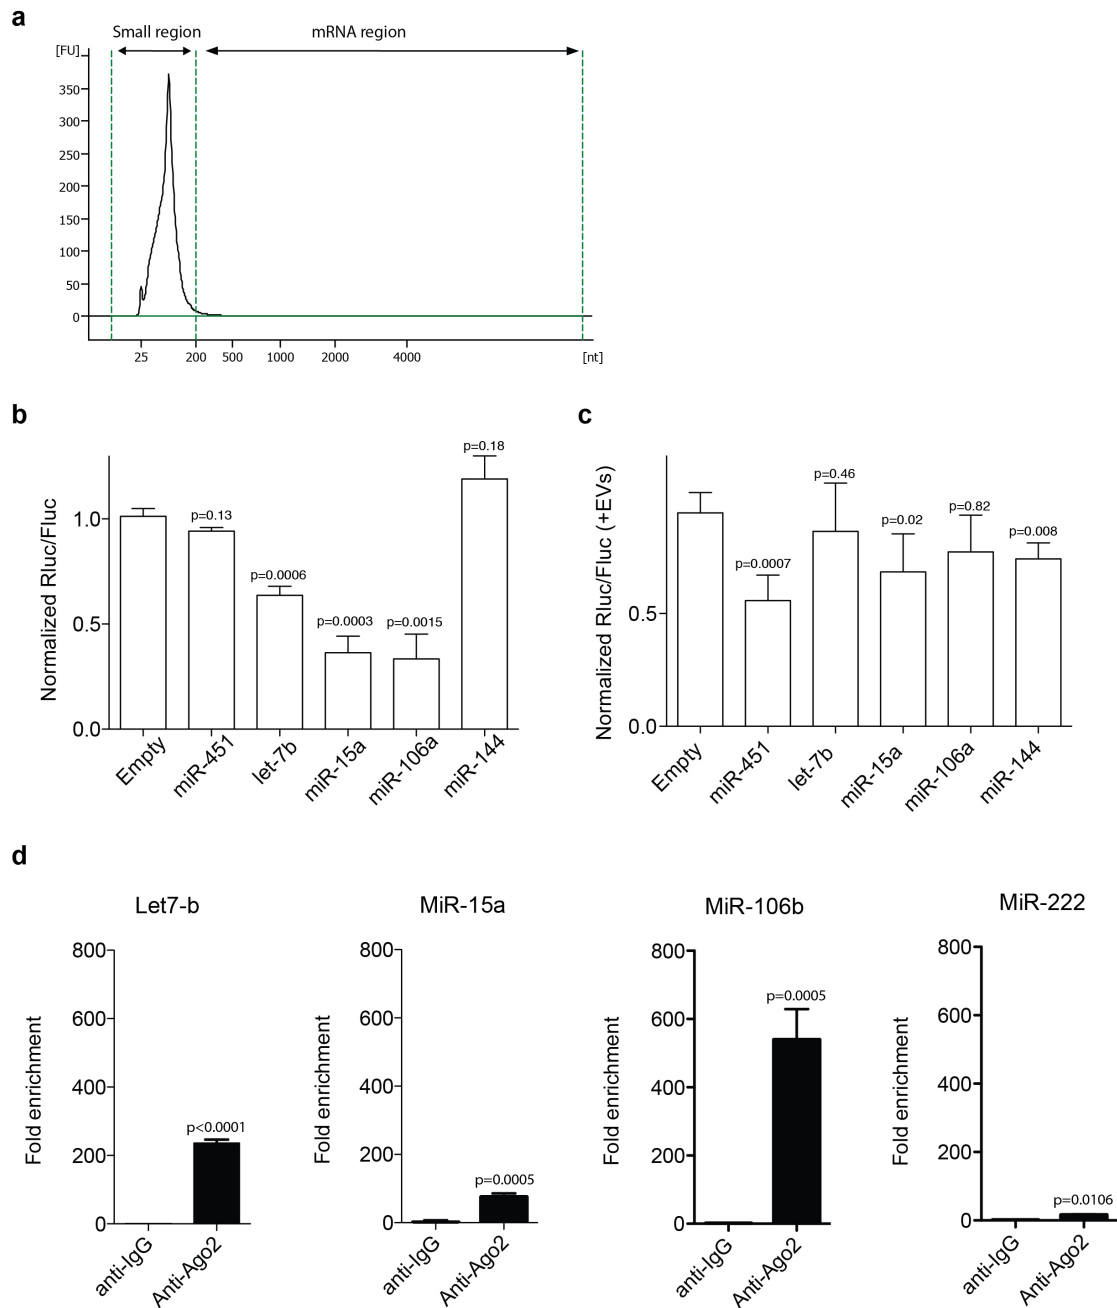 a
Small region
mRNA region
[FU]
350
300
250
200
150
100
50
0
25 200 500 1000 2000 4000 [nt]
b
Normalized Rluc/Fluc
1.0
0.5
0.0
p=0.13
p=0.0006
p=0.0003
p=0.0015
p=0.18
Empty
miR-451
let-7b
miR-15a
miR-106a
miR-144
c
Normalized Rluc/Fluc (+EVs)
0.5
0.0
p=0.0007
p=0.46
p=0.02
p=0.82
p=0.008
Empty
miR-451
let-7b
miR-15a
miR-106a
miR-144
d
Let7-b
Fold enrichment
800
600
400
200
0
p<0.0001
anti-IgG
Anti-Ago2
MiR-15a
Fold enrichment
800
600
400
200
0
p=0.0005
anti-IgG
Anti-Ago2
MiR-106b
Fold enrichment
800
600
400
200
0
p=0.0005
anti-IgG
Anti-Ago2
MiR-222
Fold enrichment
800
600
400
200
0
p=0.0106
anti-IgG
Anti-Ago2